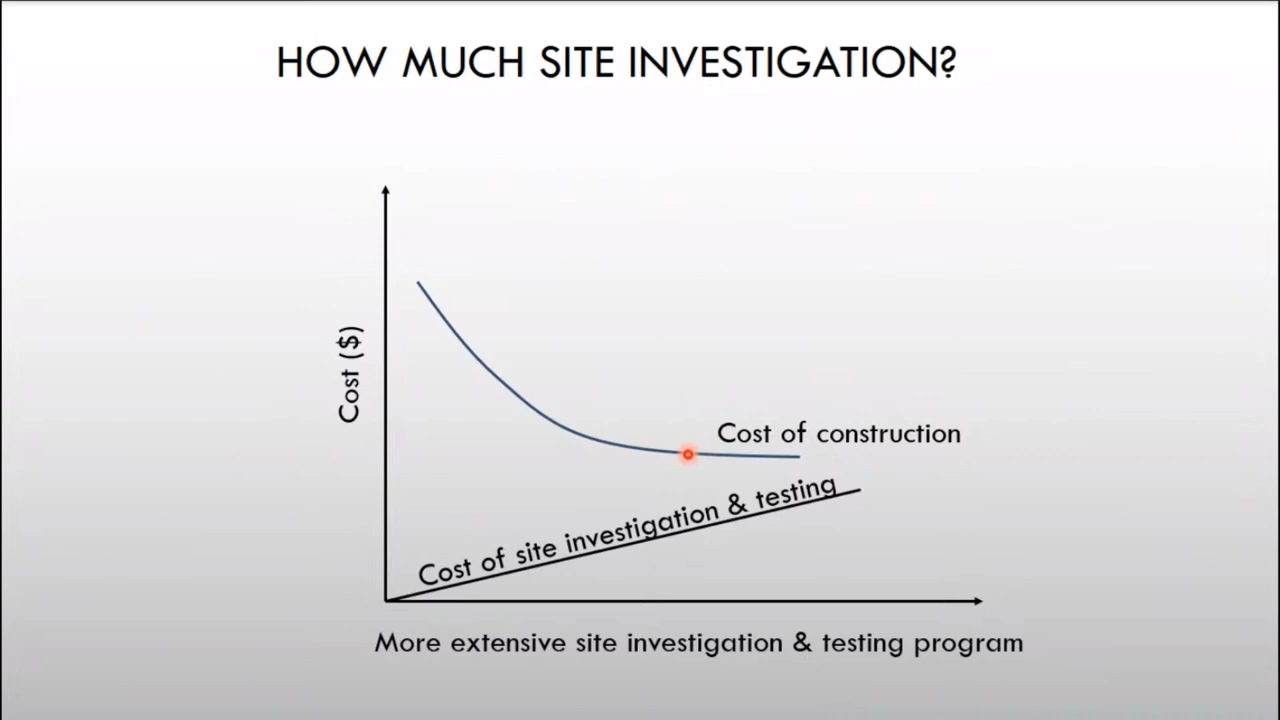 HOW MUCH SITE INVESTIGATION?
Cost ($)
Cost of construction
Cost of site investigation & testing
More extensive site investigation & testing program